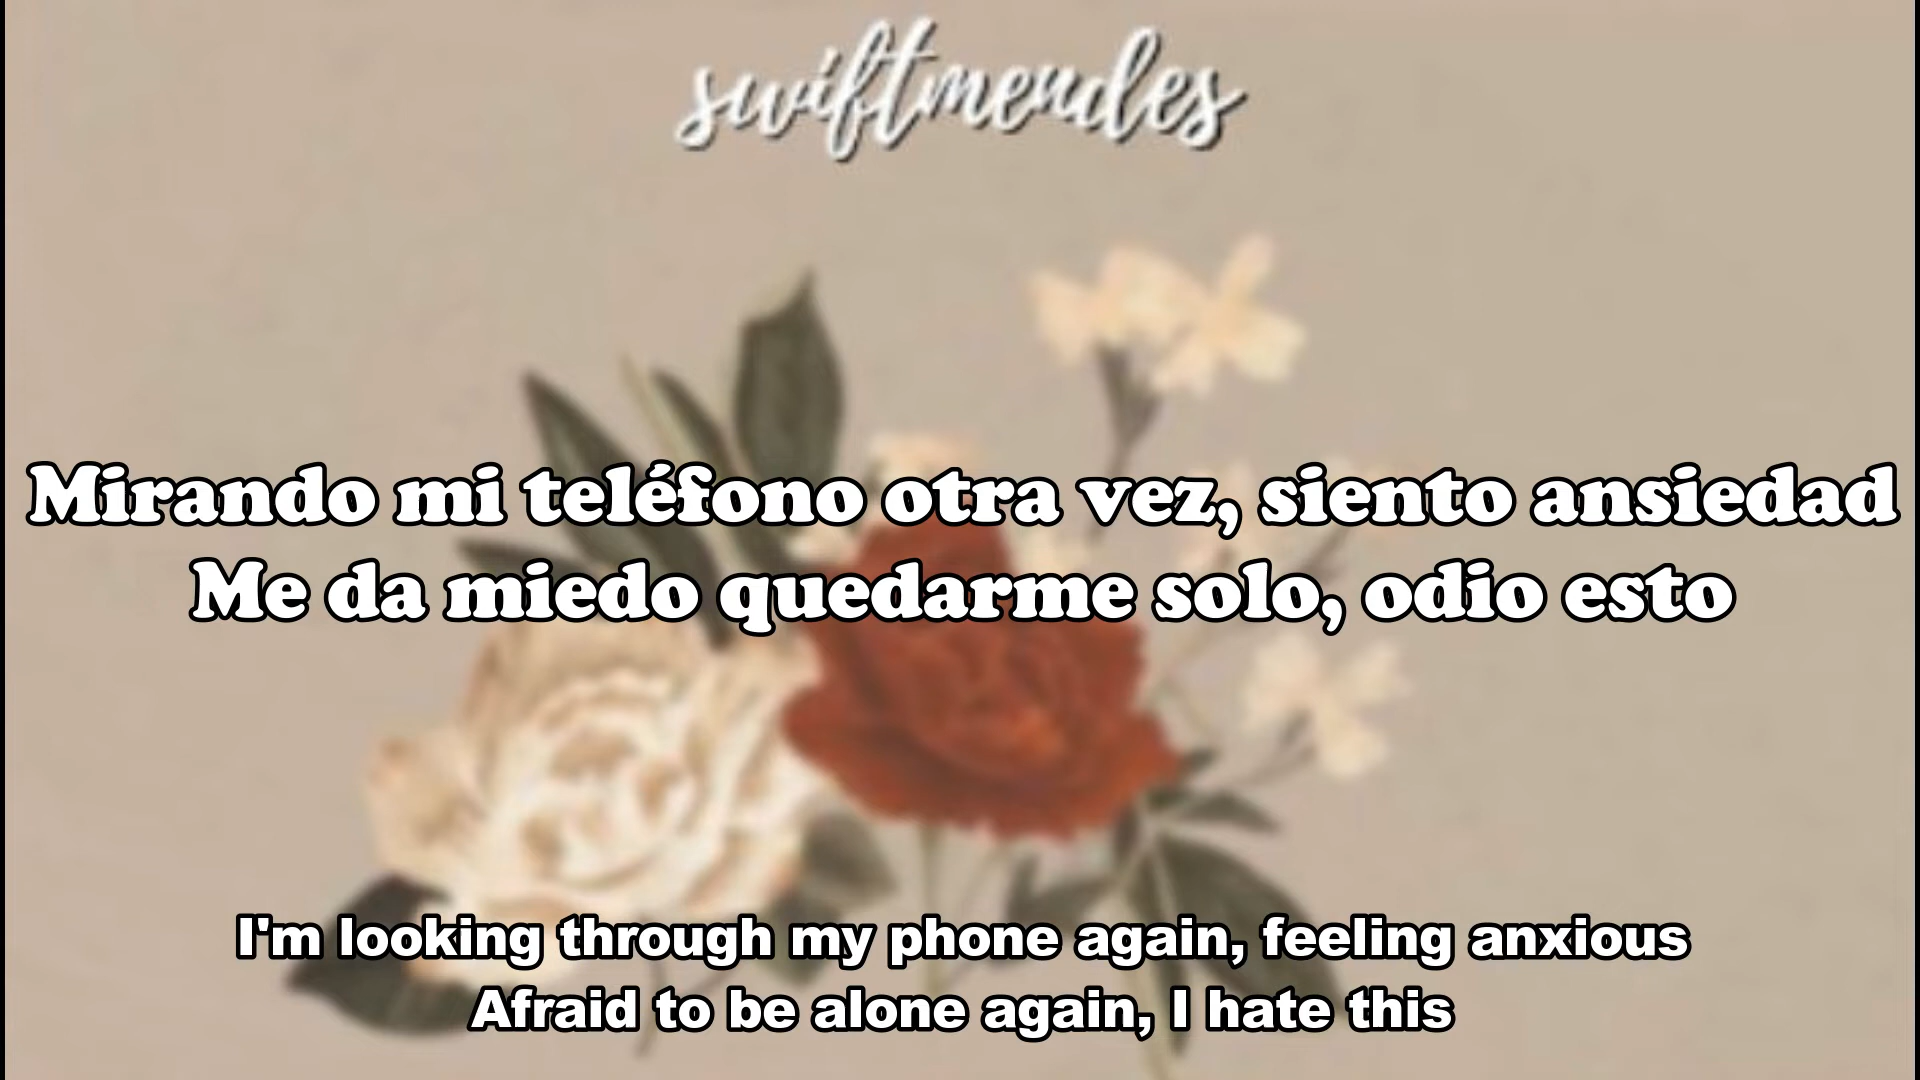 swiftmendes
Mirando mi teléfono otra vez, siento ansiedad
Me da miedo quedarme solo, odio esto
I'm looking through my phone again, feeling anxious
Afraid to be alone again, I hate this